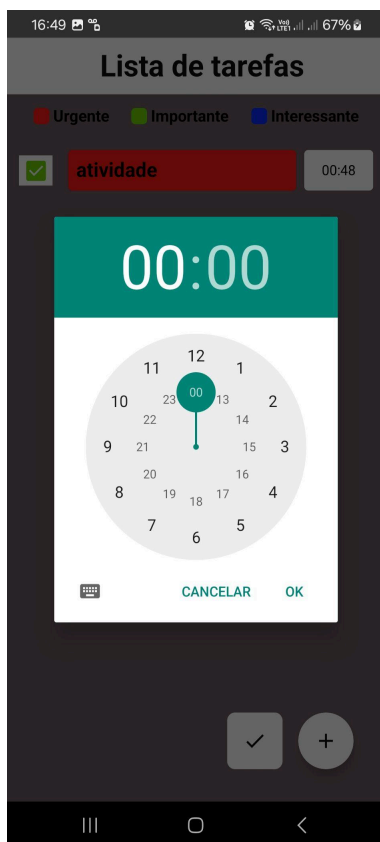 16:49 Vo) LTE1 67%
Lista de tarefas
Urgente Importante Interessante
atividade 00:48
00:00
12
11 1
00
23 13
10 2
22 14
9 21 15 3
20 16
8 19 17 4
18
7 5
6
CANCELAR OK